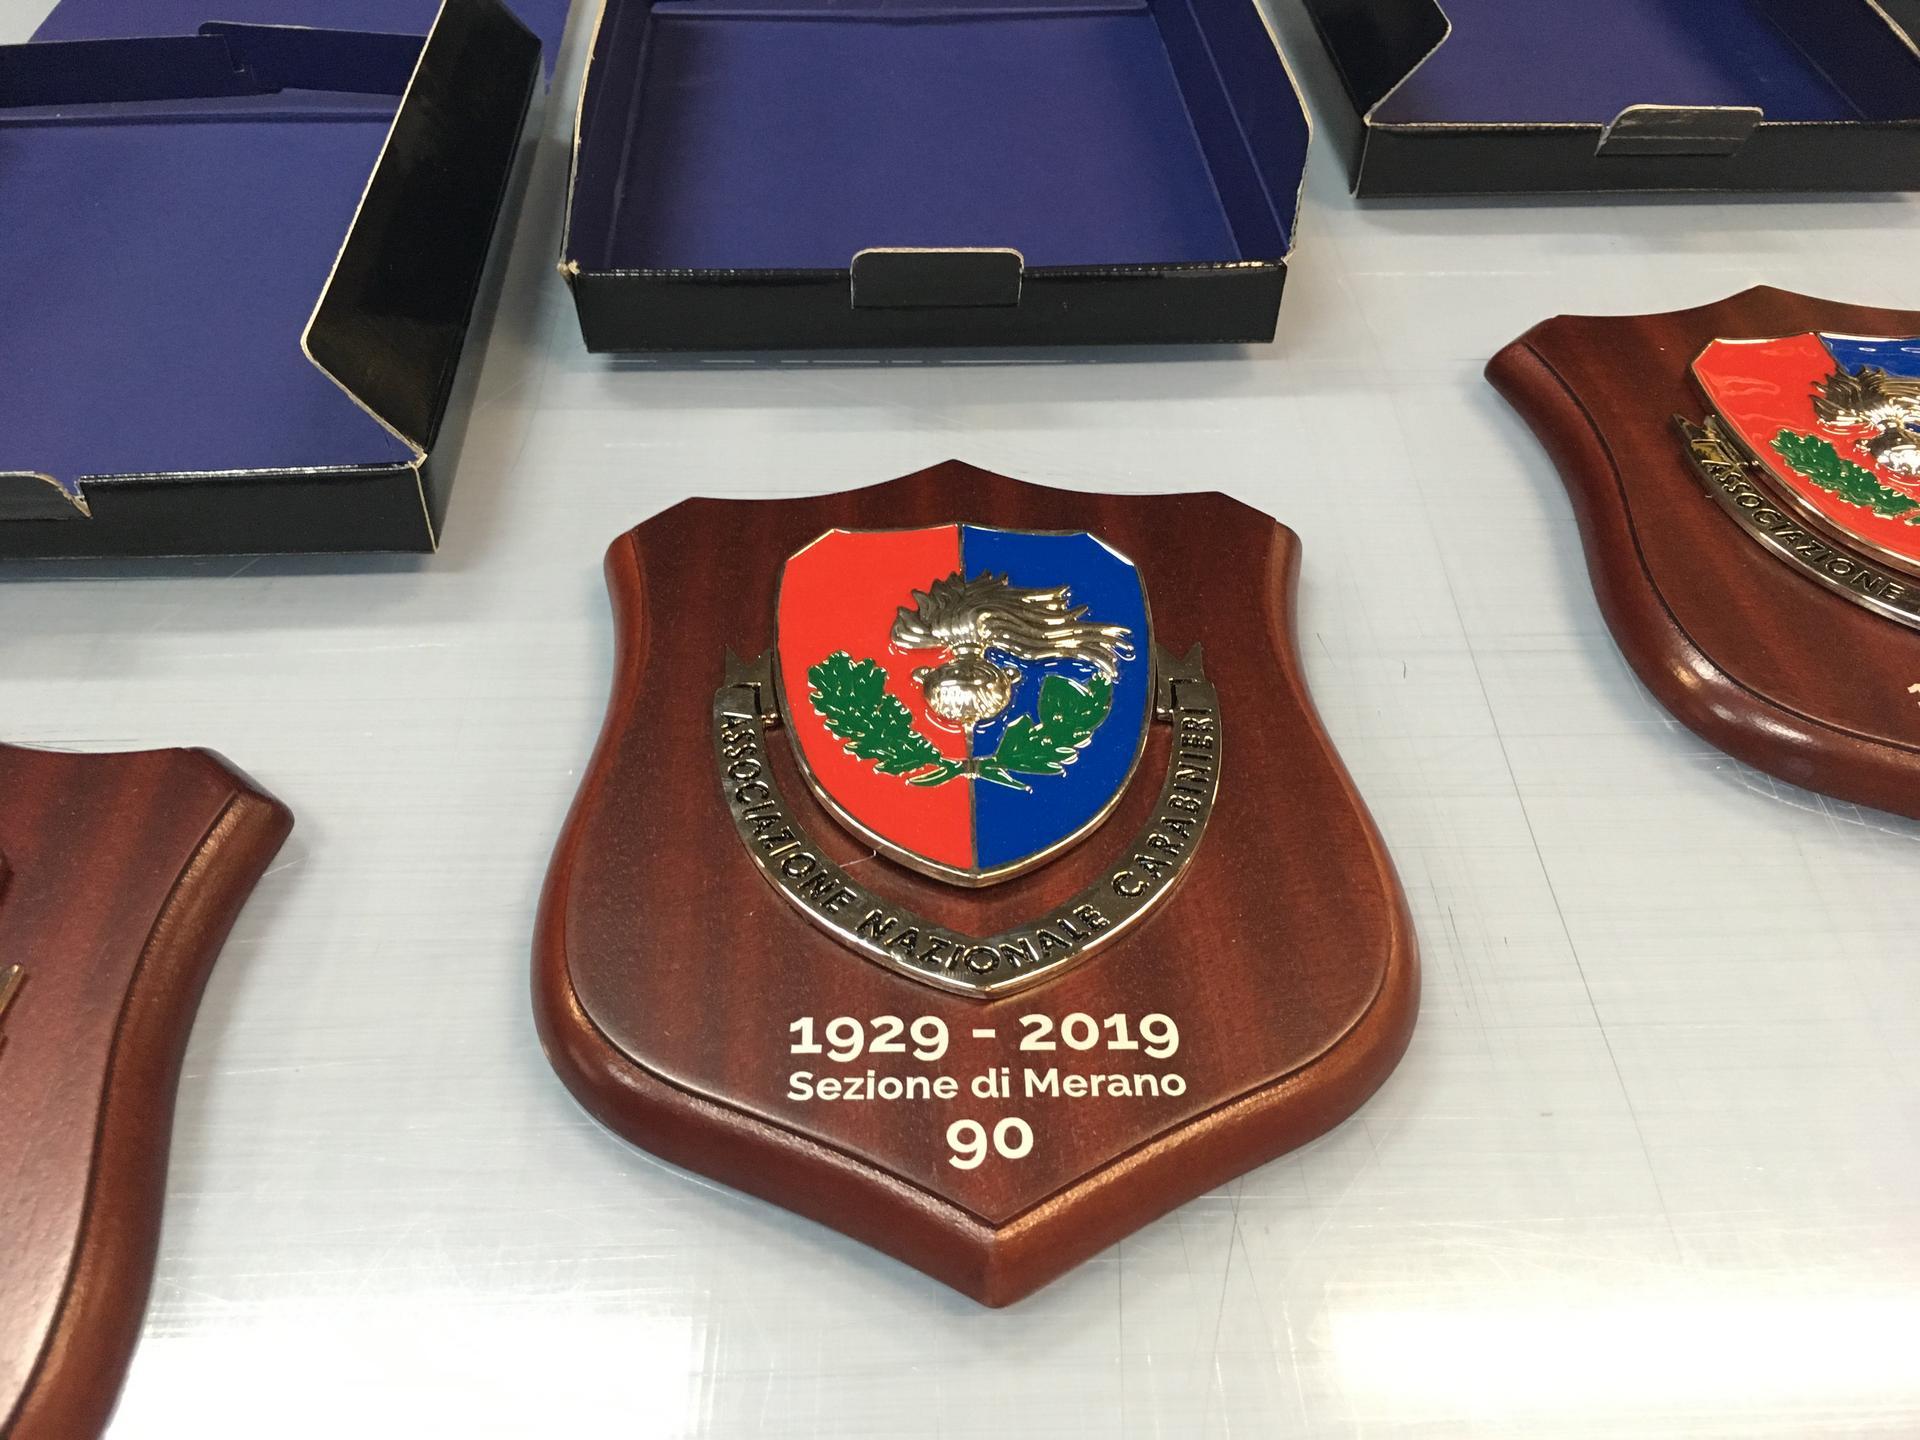 ASSOCIAZIONE NAZIONALE CARABINIERI
1929 - 2019
Sezione di Merano
90
ASSOCIAZIONE